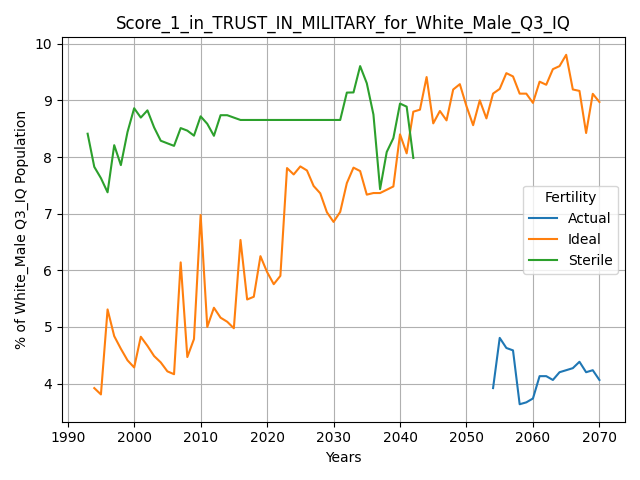 Score_1_in_TRUST_IN_MILITARY_for_White_Male_Q3_IQ
% of White_Male Q3_IQ Population
10
9
8
7
6
5
4
Fertility
Actual
Ideal
Sterile
1990 2000 2010 2020 2030 2040 2050 2060 2070
Years